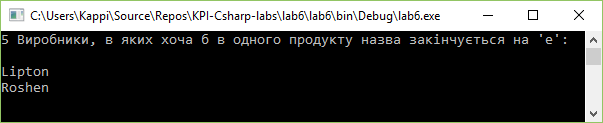 C:\Users\Kappi\Source\Repos\KPI-Csharp-labs\lab6\lab6\bin\Debug\lab6.exe
5 Виробники, в яких хоча б в одного продукту назва закінчується на 'е':
Lipton
Roshen